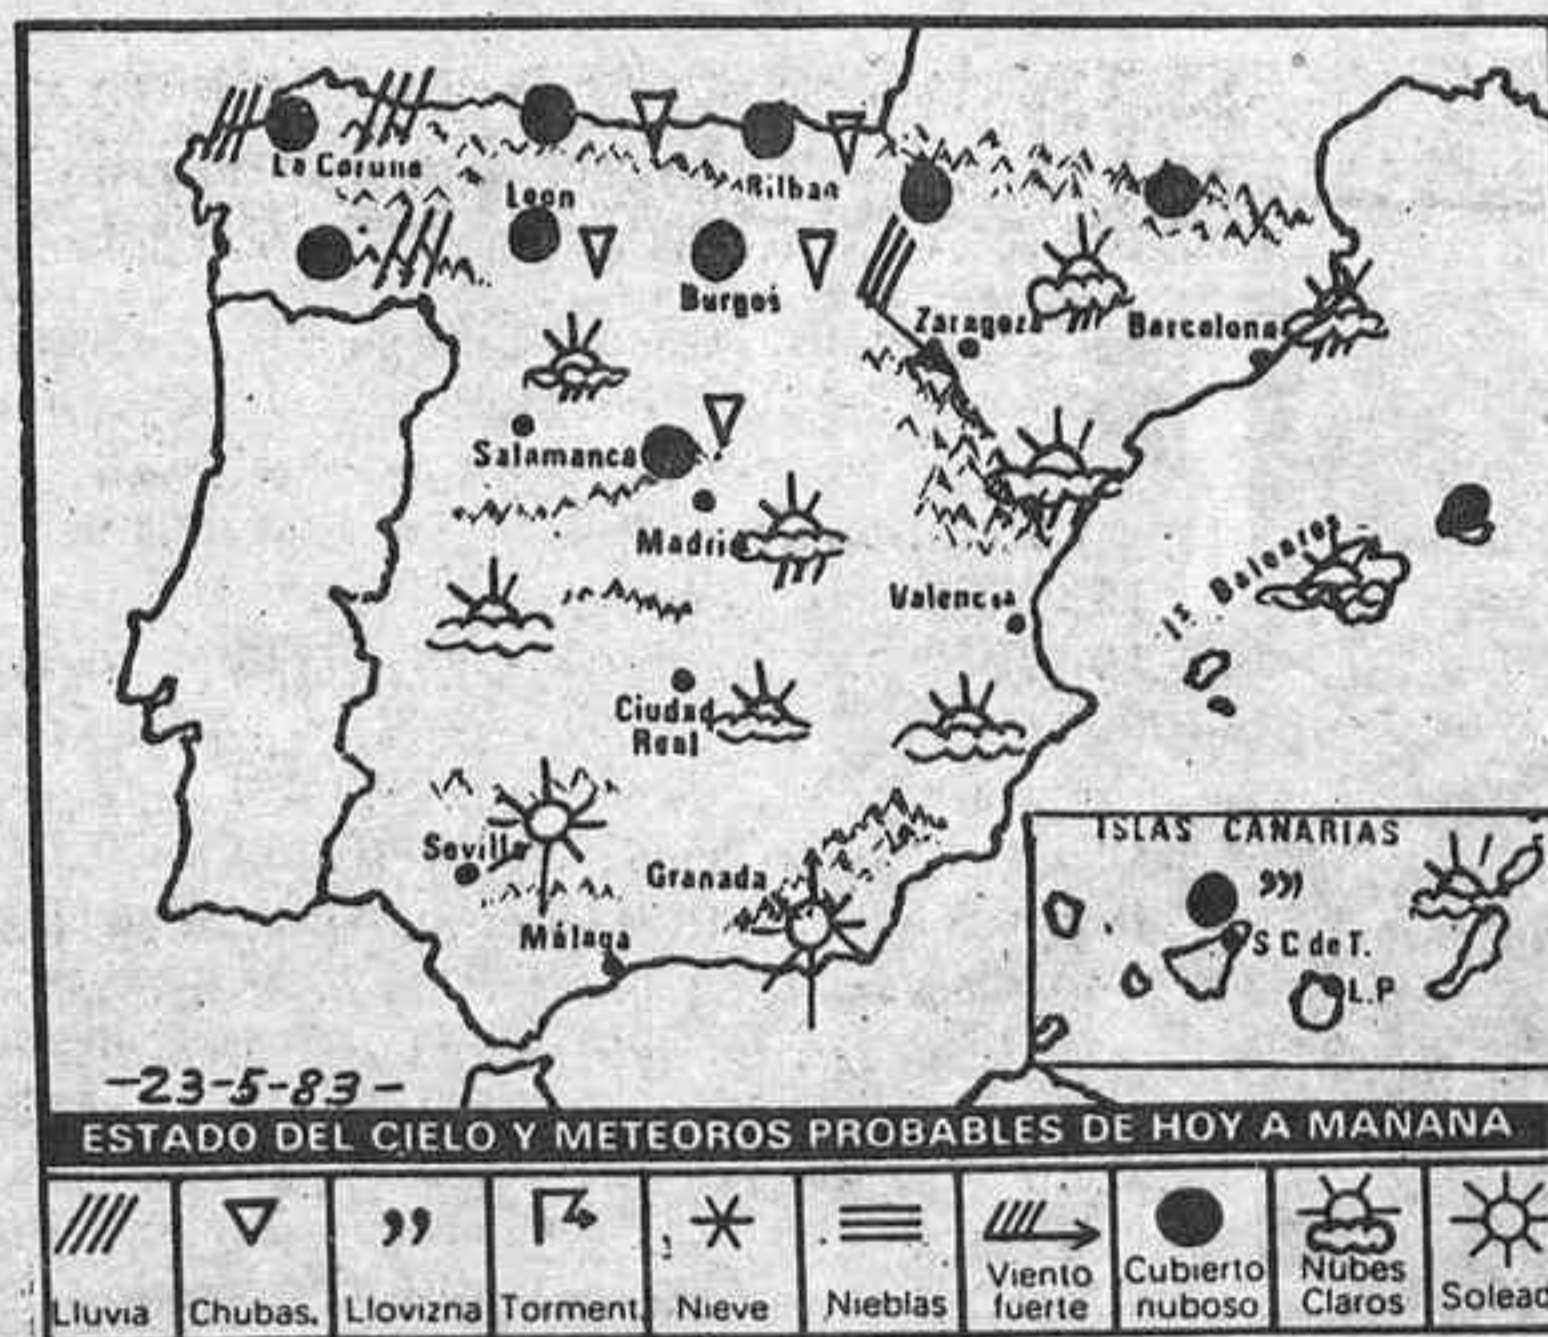 La Coruna
Leon
Bilbao
Burgos
Zaragoza
Barcelona
Salamanca
Madrid
Is Baleares
Valencia
Ciudad
Real
Sevilla
Granada
Málaga
ISLAS CANARIAS
S C de T.
L.P
-23-5-83-
ESTADO DEL CIELO Y METEOROS PROBABLES DE HOY A MAÑANA
Lluvia
Chubas.
Llovizna
Torment.
Nieve
Nieblas
Viento
fuerte
Cubierto
nuboso
Nubes
Claros
Solead